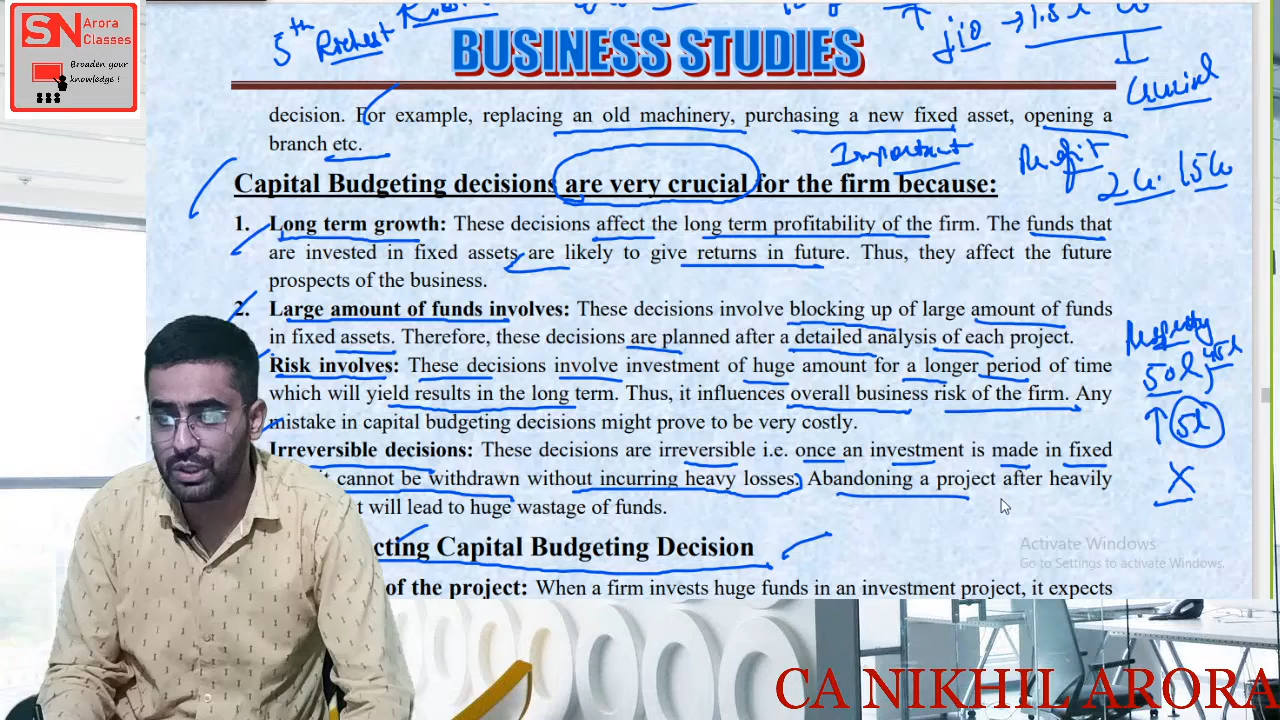 SN Arora
Classes
Broaden your
knowledge !
5th Richest
jio → 1.5 l
BUSINESS STUDIES
Crucial
decision. For example, replacing an old machinery, purchasing a new fixed asset, opening a
branch etc.
Important
Profit
Capital Budgeting decisions are very crucial for the firm because:
1. Long term growth: These decisions affect the long term profitability of the firm. The funds that
are invested in fixed assets are likely to give returns in future. Thus, they affect the future
prospects of the business.
2. Large amount of funds involves: These decisions involve blocking up of large amount of funds
in fixed assets. Therefore, these decisions are planned after a detailed analysis of each project.
Risk involves: These decisions involve investment of huge amount for a longer period of time
which will yield results in the long term. Thus, it influences overall business risk of the firm. Any
mistake in capital budgeting decisions might prove to be very costly.
Irreversible decisions: These decisions are irreversible i.e. once an investment is made in fixed
cannot be withdrawn without incurring heavy losses. Abandoning a project after heavily
t will lead to huge wastage of funds.
cting Capital Budgeting Decision
of the project: When a firm invests huge funds in an investment project, it expects
50l
5l
X
Activate Windows
Go to Settings to activate Windows.
CA NIKHIL ARORA